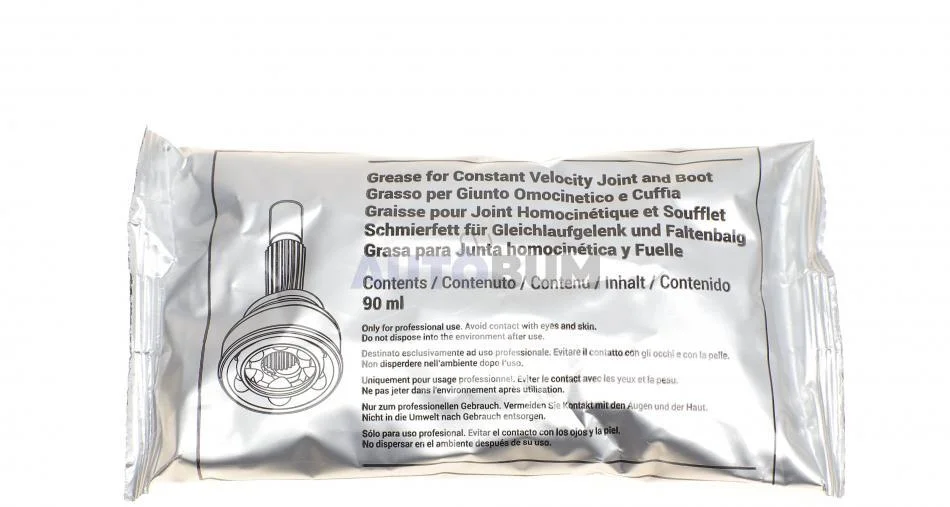 Grease for Constant Velocity Joint and Boot
Grasso per Giunto Omocinetico e Cuffia
Graisse pour Joint Homocinétique et Soufflet
Schmierfett für Gleichlaufgelenk und Faltenbalg
Grasa para Junta homocinética y Fuelle
AUTOBUM
Contents / Contenuto / Contenu / Inhalt / Contenido
90 ml
Only for professional use. Avoid contact with eyes and skin.
Do not dispose into the environment after use.
Destinato esclusivamente ad uso professionale. Evitare il contatto con gli occhi e con la pelle.
Non disperdere nell'ambiente dopo l'uso.
Uniquement pour usage professionnel. Eviter le contact avec les yeux et la peau.
Ne pas jeter dans l'environnement après utilisation.
Nur zum professionellen Gebrauch. Vermeiden Sie Kontakt mit den Augen und der Haut.
Nicht in die Umwelt nach Gebrauch entsorgen.
Sólo para uso profesional. Evitar el contacto con los ojos y la piel.
No dispersar en el ambiente después de su uso.